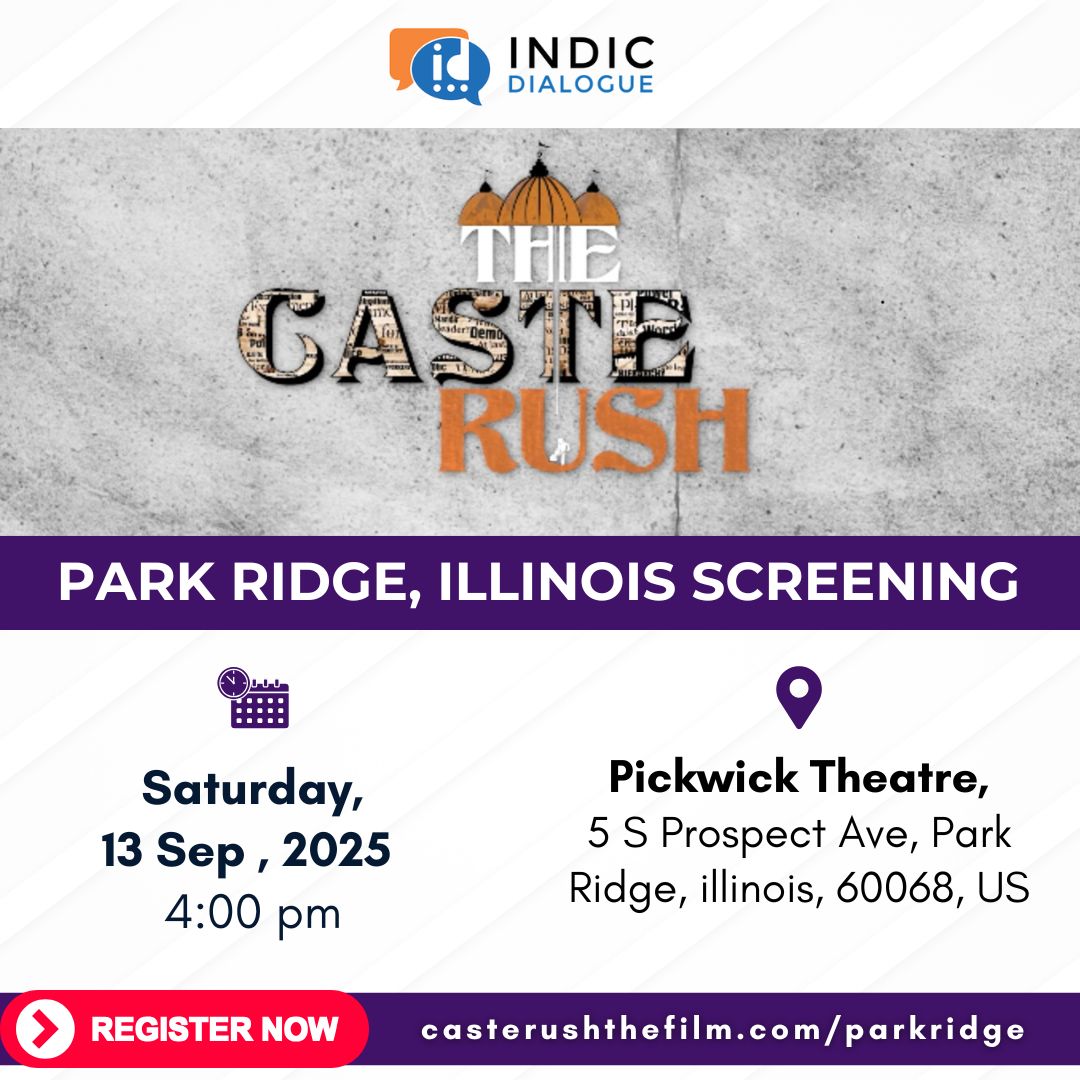 id
INDIC
DIALOGUE
THE
CASTE
RUSH
PARK RIDGE, ILLINOIS SCREENING
Saturday,
13 Sep , 2025
4:00 pm
Pickwick Theatre,
5 S Prospect Ave, Park
Ridge, illinois, 60068, US
REGISTER NOW
casterushthefilm.com/parkridge